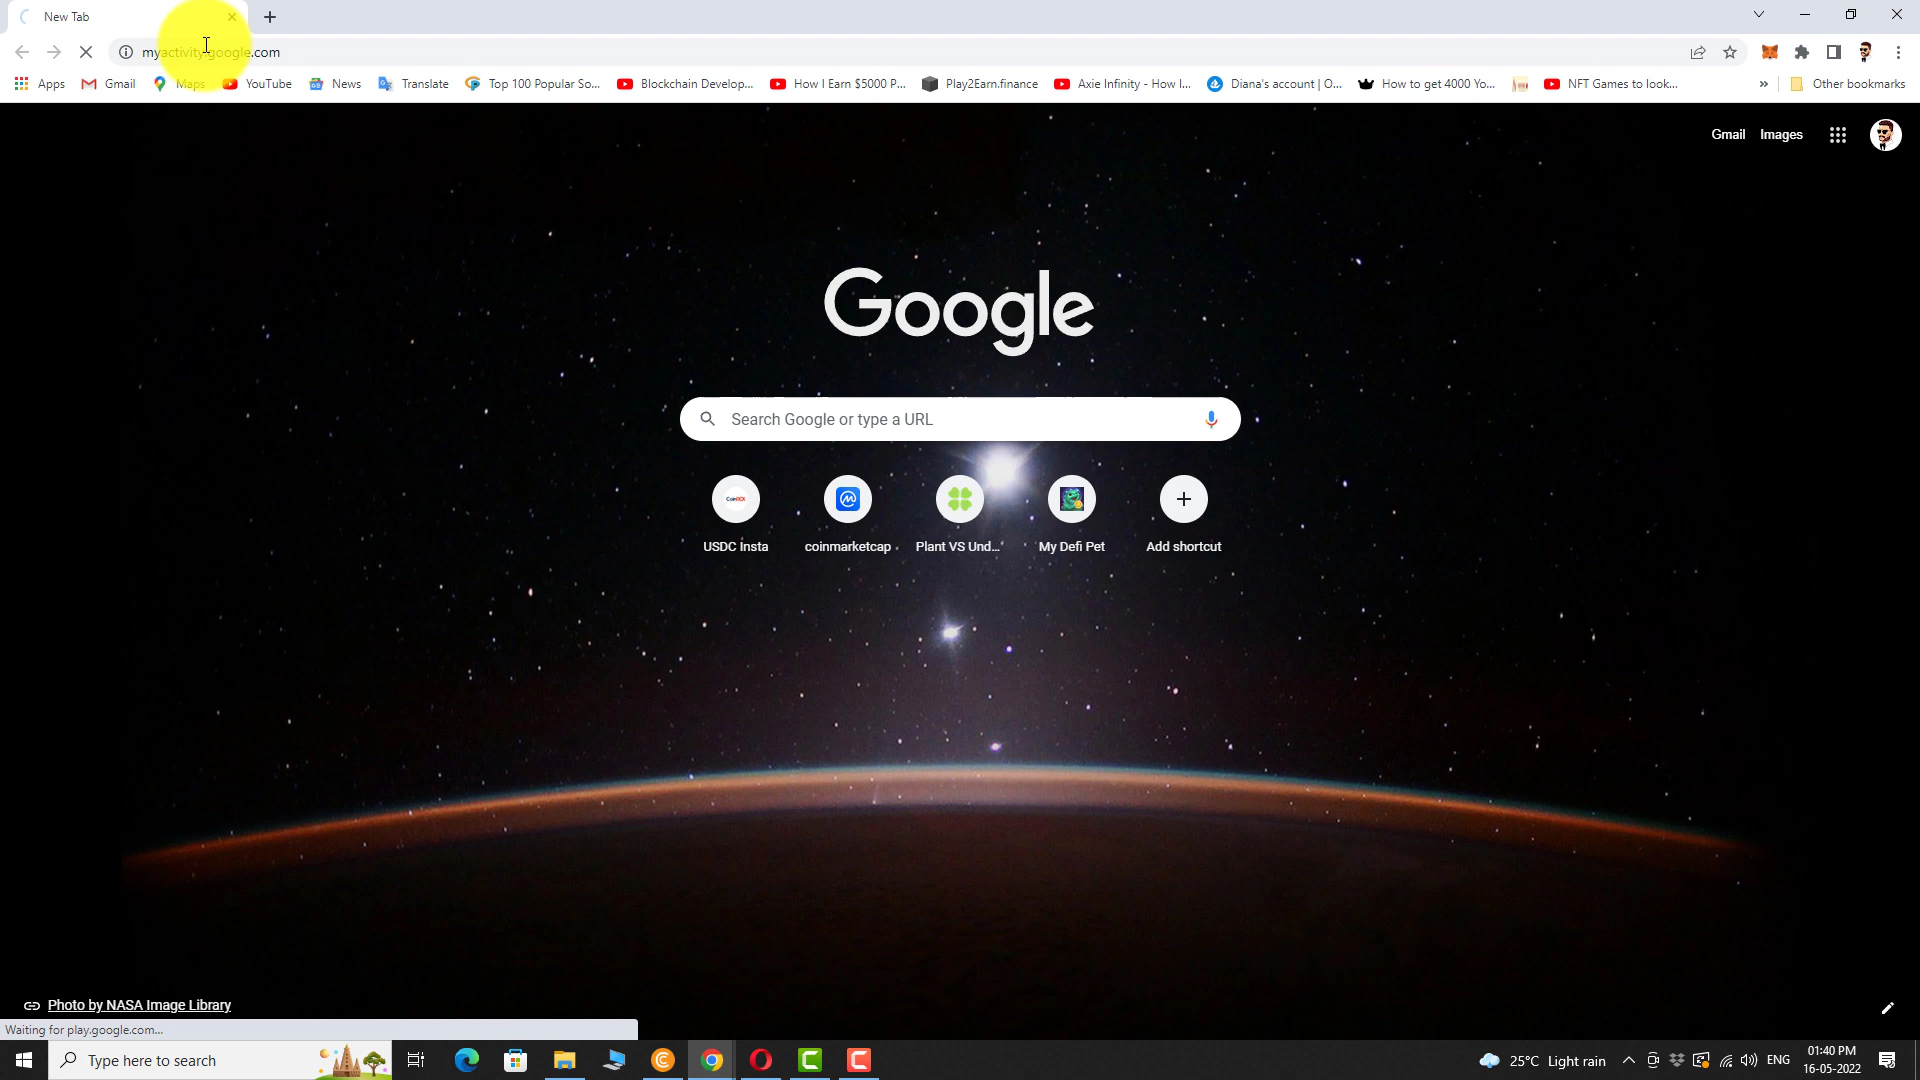 New Tab
myactivity.google.com
Apps
Gmail
Maps
YouTube
News
Translate
Top 100 Popular So...
Blockchain Develop...
How I Earn $5000 P...
Play2Earn.finance
Axie Infinity - How I...
Diana's account | O...
How to get 4000 Yo...
NFT Games to look...
»
Other bookmarks
Gmail
Images
Google
Search Google or type a URL
USDC Insta
coinmarketcap
Plant VS Und...
My Defi Pet
Add shortcut
Photo by NASA Image Library
Waiting for play.google.com...
Type here to search
25°C Light rain
ENG
01:40 PM
16-05-2022